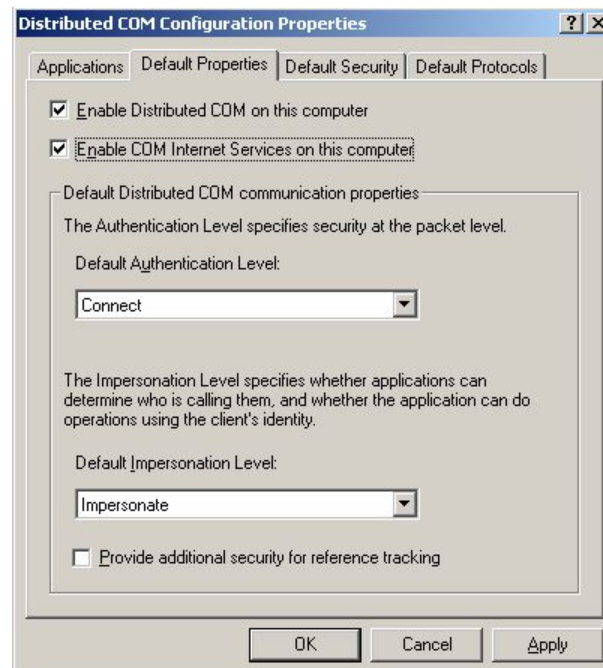 Distributed COM Configuration Properties
Applications Default Properties Default Security Default Protocols
Enable Distributed COM on this computer
Enable COM Internet Services on this computer
Default Distributed COM communication properties
The Authentication Level specifies security at the packet level.
Default Authentication Level:
Connect
The Impersonation Level specifies whether applications can
determine who is calling them, and whether the application can do
operations using the client's identity.
Default Impersonation Level:
Impersonate
Provide additional security for reference tracking
OK Cancel Apply